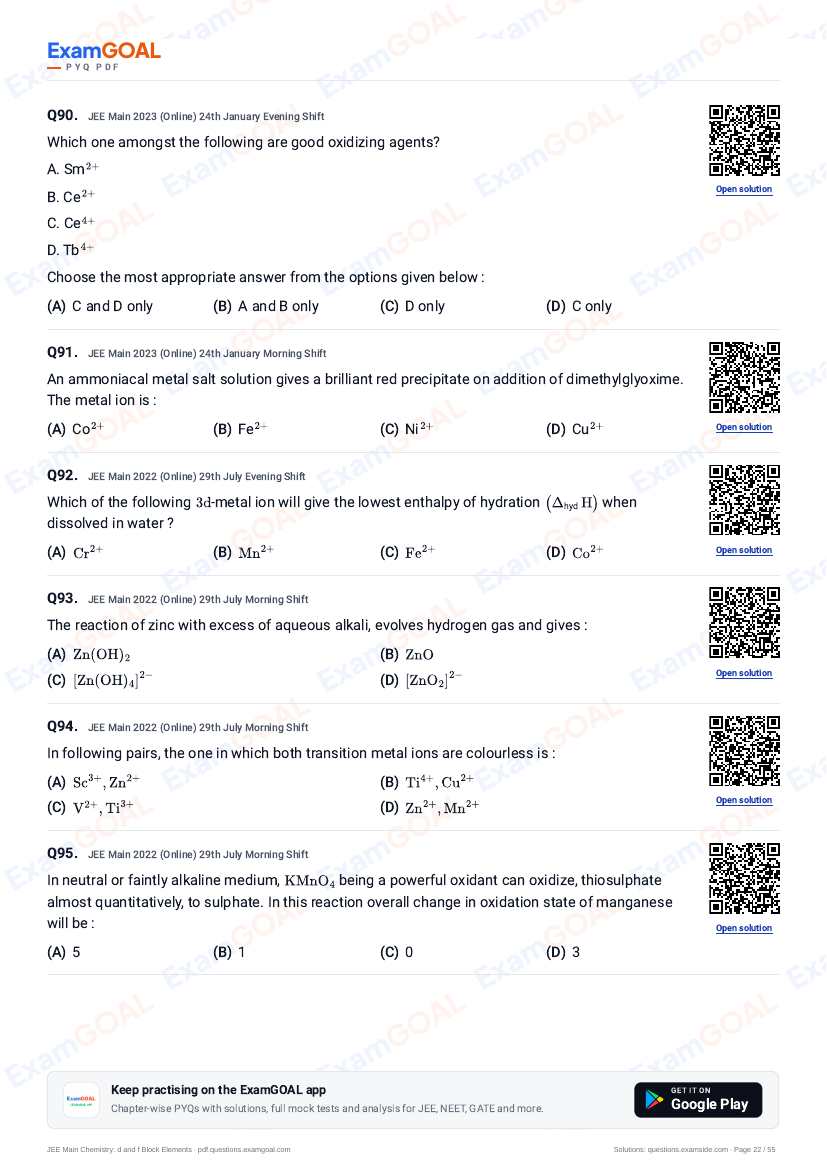 ExamGOAL
PYQ PDF
Q90. JEE Main 2023 (Online) 24th January Evening Shift
Which one amongst the following are good oxidizing agents?
A. Sm²⁺
B. Ce²⁺
C. Ce⁴⁺
D. Tb⁴⁺
Choose the most appropriate answer from the options given below :
(A) C and D only (B) A and B only (C) D only (D) C only
Open solution
Q91. JEE Main 2023 (Online) 24th January Morning Shift
An ammoniacal metal salt solution gives a brilliant red precipitate on addition of dimethylglyoxime.
The metal ion is :
(A) Co²⁺ (B) Fe²⁺ (C) Ni²⁺ (D) Cu²⁺
Open solution
Q92. JEE Main 2022 (Online) 29th July Evening Shift
Which of the following 3d-metal ion will give the lowest enthalpy of hydration (Δ_hyd H) when
dissolved in water ?
(A) Cr²⁺ (B) Mn²⁺ (C) Fe²⁺ (D) Co²⁺
Open solution
Q93. JEE Main 2022 (Online) 29th July Morning Shift
The reaction of zinc with excess of aqueous alkali, evolves hydrogen gas and gives :
(A) Zn(OH)₂ (B) ZnO
(C) [Zn(OH)₄]²⁻ (D) [ZnO₂]²⁻
Open solution
Q94. JEE Main 2022 (Online) 29th July Morning Shift
In following pairs, the one in which both transition metal ions are colourless is :
(A) Sc³⁺, Zn²⁺ (B) Ti⁴⁺, Cu²⁺
(C) V²⁺, Ti³⁺ (D) Zn²⁺, Mn²⁺
Open solution
Q95. JEE Main 2022 (Online) 29th July Morning Shift
In neutral or faintly alkaline medium, KMnO₄ being a powerful oxidant can oxidize, thiosulphate
almost quantitatively, to sulphate. In this reaction overall change in oxidation state of manganese
will be :
(A) 5 (B) 1 (C) 0 (D) 3
Open solution
ExamGOAL
Keep practising on the ExamGOAL app
Chapter-wise PYQs with solutions, full mock tests and analysis for JEE, NEET, GATE and more.
GET IT ON
Google Play
JEE Main Chemistry: d and f Block Elements · pdf.questions.examgoal.com
Solutions: questions.examside.com · Page 22 / 55